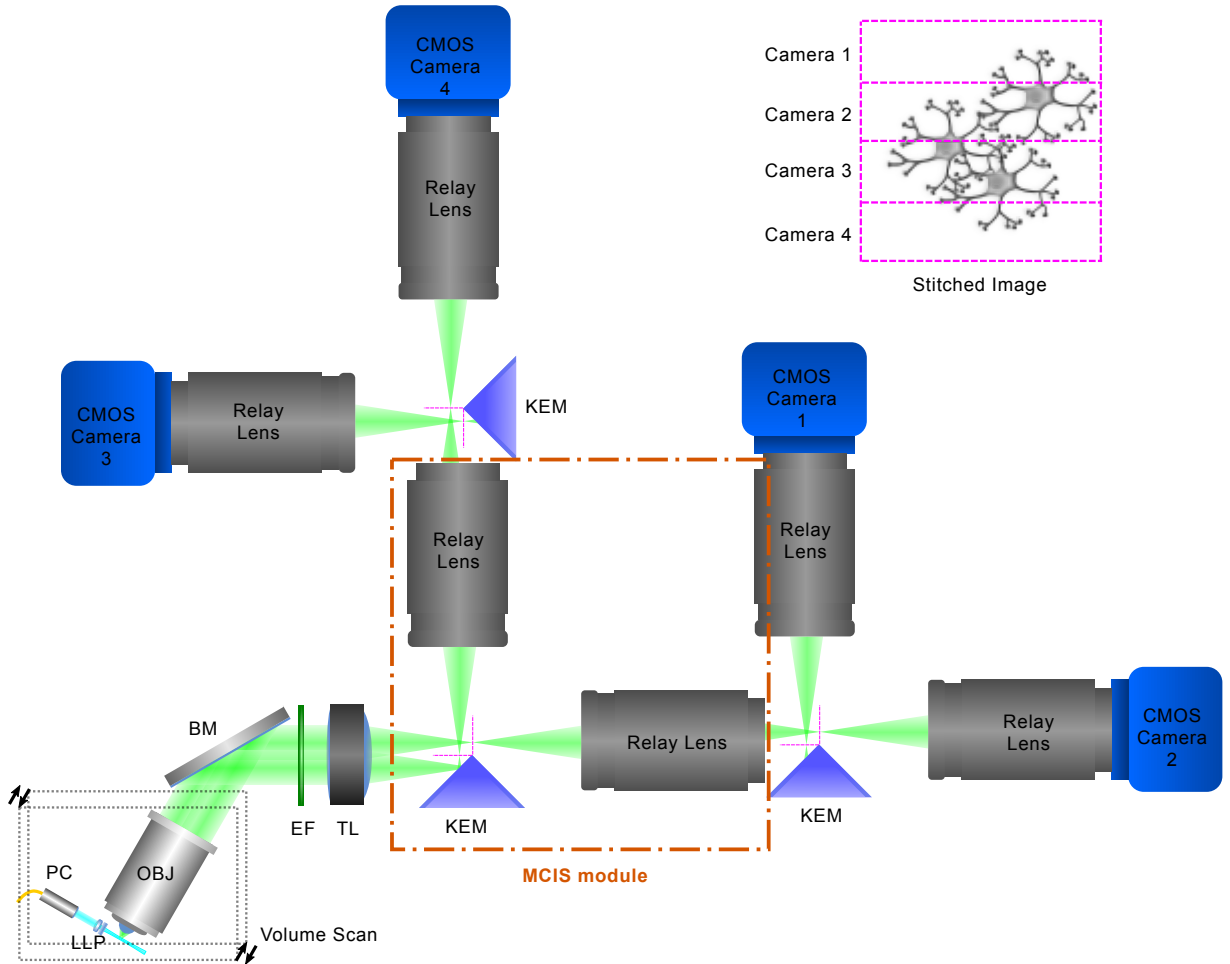 CMOS
Camera
4
Camera 1
Camera 2
Camera 3
Camera 4
Stitched Image
Relay
Lens
CMOS
Camera
3
Relay
Lens
KEM
CMOS
Camera
1
Relay
Lens
Relay
Lens
BM
EF
TL
KEM
Relay Lens
KEM
Relay
Lens
CMOS
Camera
2
MCIS module
PC
OBJ
LLP
Volume Scan